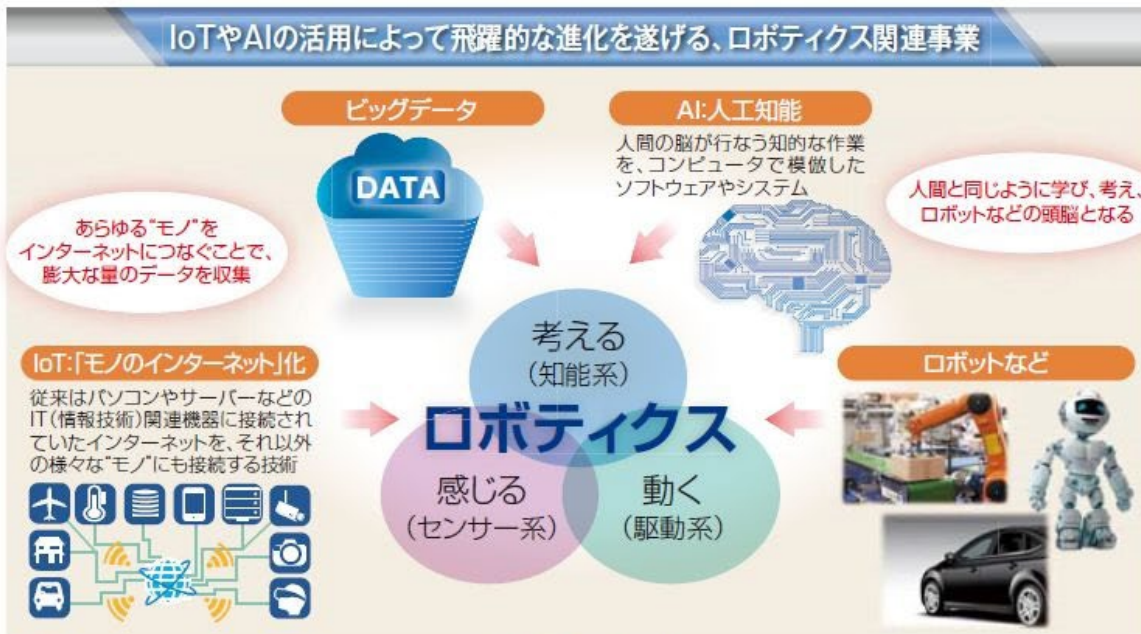 IoTやAIの活用によって飛躍的な進化を遂げる、ロボティクス関連事業
ビッグデータ
DATA
AI:人工知能
人間の脳が行なう知的な作業
を、コンピュータで模倣した
ソフトウェアやシステム
あらゆる“モノ”を
インターネットにつなぐことで、
膨大な量のデータを収集
人間と同じように学び、考え、
ロボットなどの頭脳となる
IoT:「モノのインターネット」化
従来はパソコンやサーバーなどの
IT(情報技術)関連機器に接続され
ていたインターネットを、それ以外
の様々な“モノ”にも接続する技術
考える
(知能系)
ロボティクス
感じる
(センサー系)
動く
(駆動系)
ロボットなど